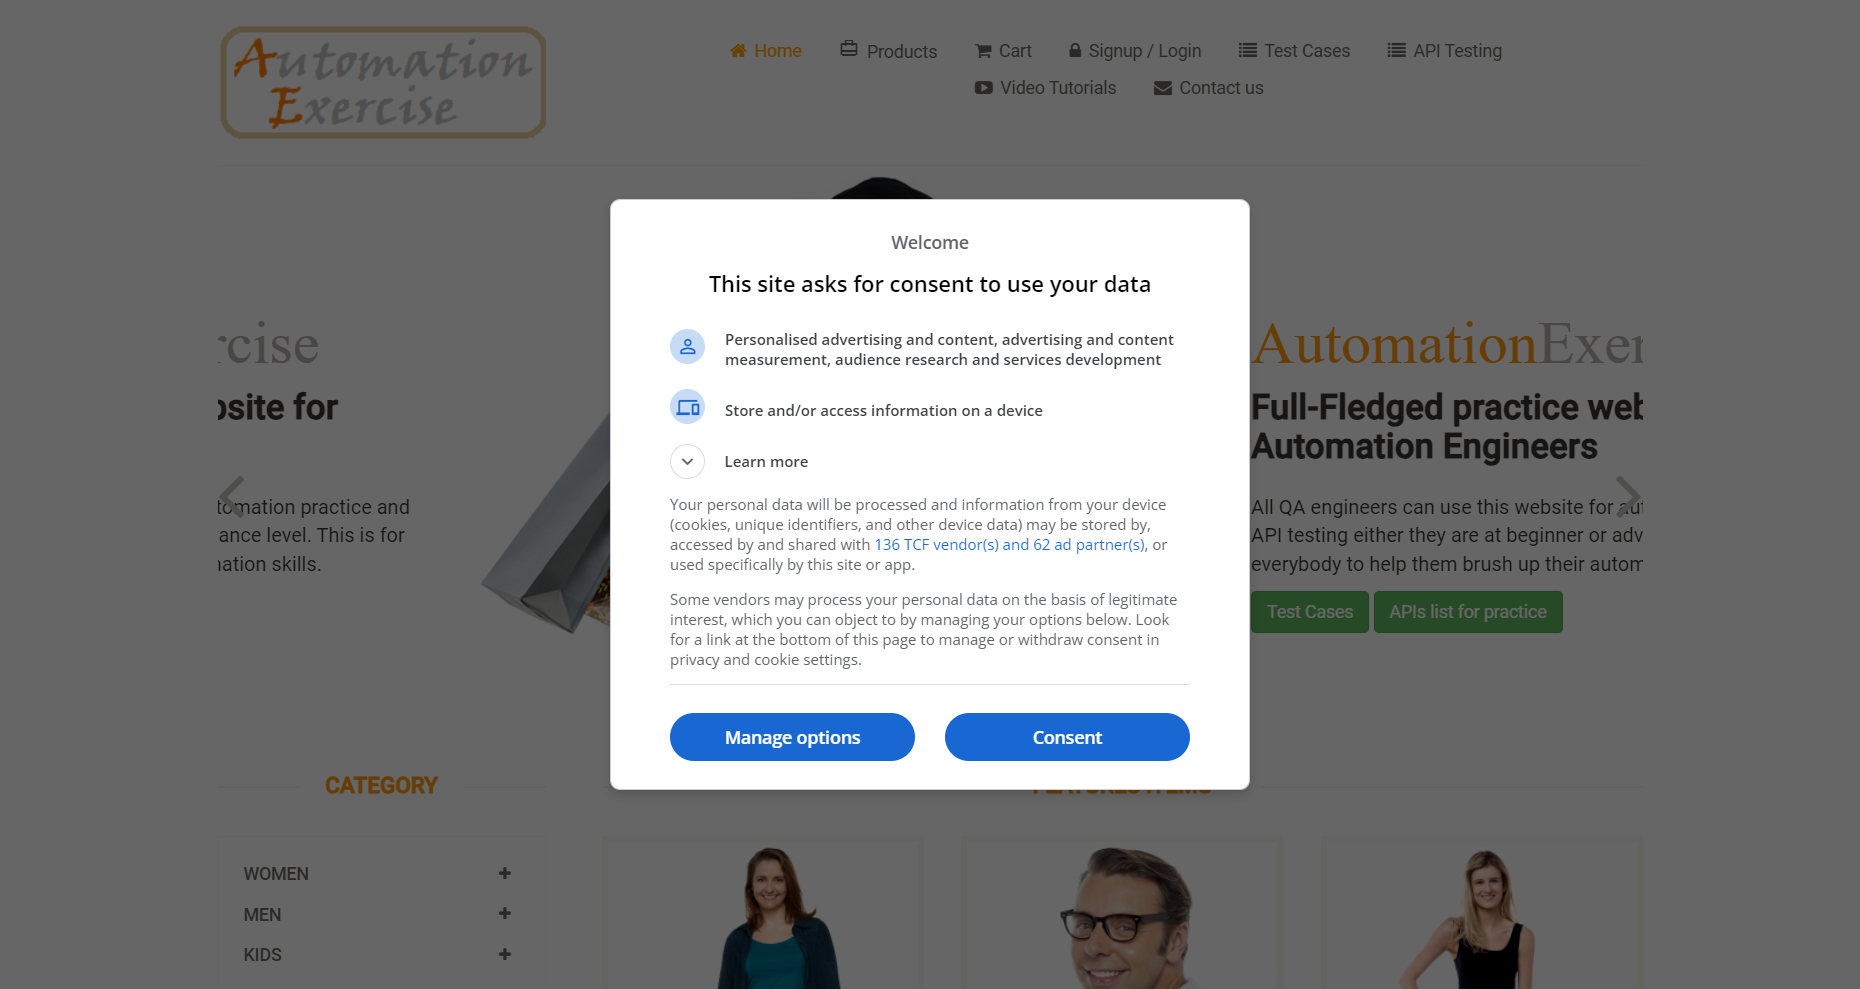 Automation
Exercise
Home
Products
Cart
Signup / Login
Test Cases
API Testing
Video Tutorials
Contact us
Welcome
This site asks for consent to use your data
Personalised advertising and content, advertising and content
measurement, audience research and services development
Store and/or access information on a device
Learn more
Your personal data will be processed and information from your device
(cookies, unique identifiers, and other device data) may be stored by,
accessed by and shared with 136 TCF vendor(s) and 62 ad partner(s), or
used specifically by this site or app.
Some vendors may process your personal data on the basis of legitimate
interest, which you can object to by managing your options below. Look
for a link at the bottom of this page to manage or withdraw consent in
privacy and cookie settings.
Manage options
Consent
rcise
site for
tomation practice and
ance level. This is for
ation skills.
AutomationExer
Full-Fledged practice web
Automation Engineers
All QA engineers can use this website for aut
API testing either they are at beginner or adv
everybody to help them brush up their autom
Test Cases
APIs list for practice
CATEGORY
WOMEN
MEN
KIDS